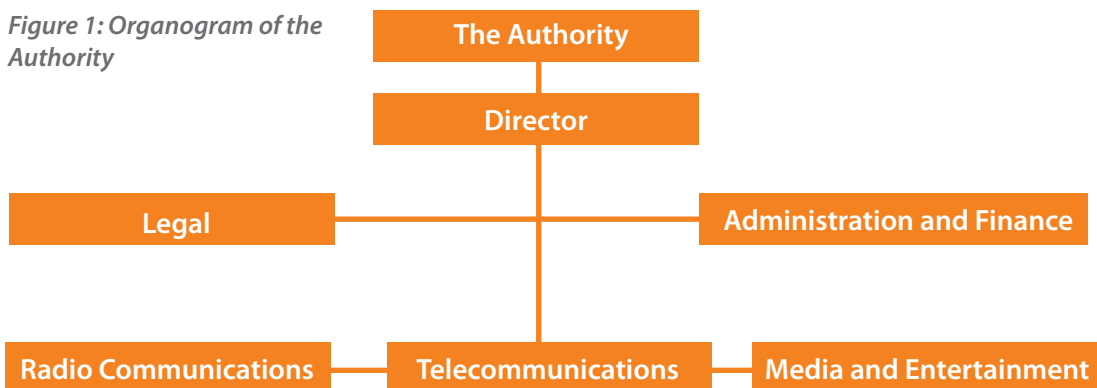 Figure 1: Organogram of the
Authority
The Authority
Director
Legal
Administration and Finance
Radio Communications
Telecommunications
Media and Entertainment